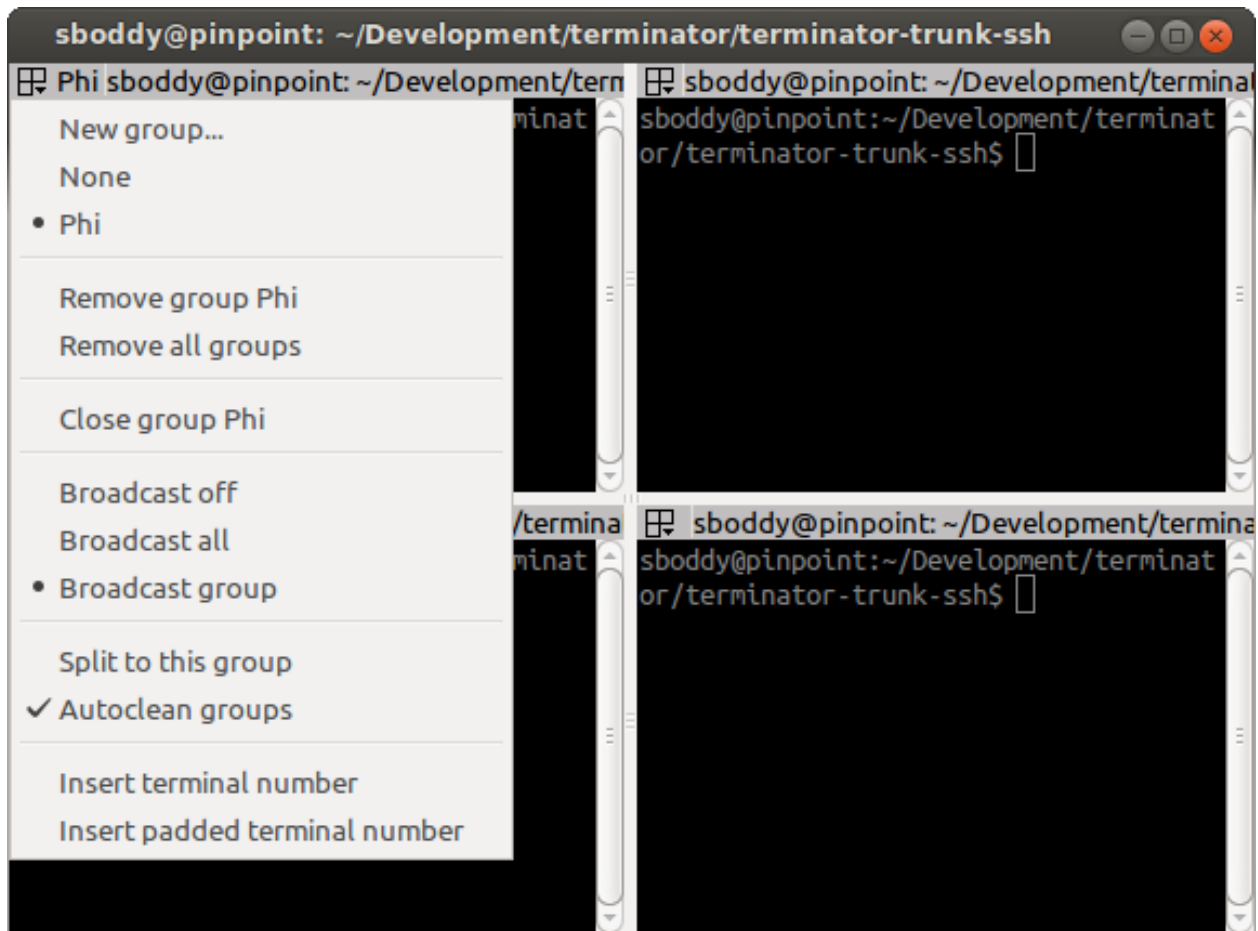 sboddy@pinpoint: ~/Development/terminator/terminator-trunk-ssh
Phi sboddy@pinpoint: ~/Development/term
sboddy@pinpoint: ~/Development/termina
New group...
None
Phi
Remove group Phi
Remove all groups
Close group Phi
Broadcast off
Broadcast all
Broadcast group
Split to this group
Autoclean groups
Insert terminal number
Insert padded terminal number
minat
sboddy@pinpoint:~/Development/terminat
or/terminator-trunk-ssh$
/termina
sboddy@pinpoint: ~/Development/termina
minat
sboddy@pinpoint:~/Development/terminat
or/terminator-trunk-ssh$